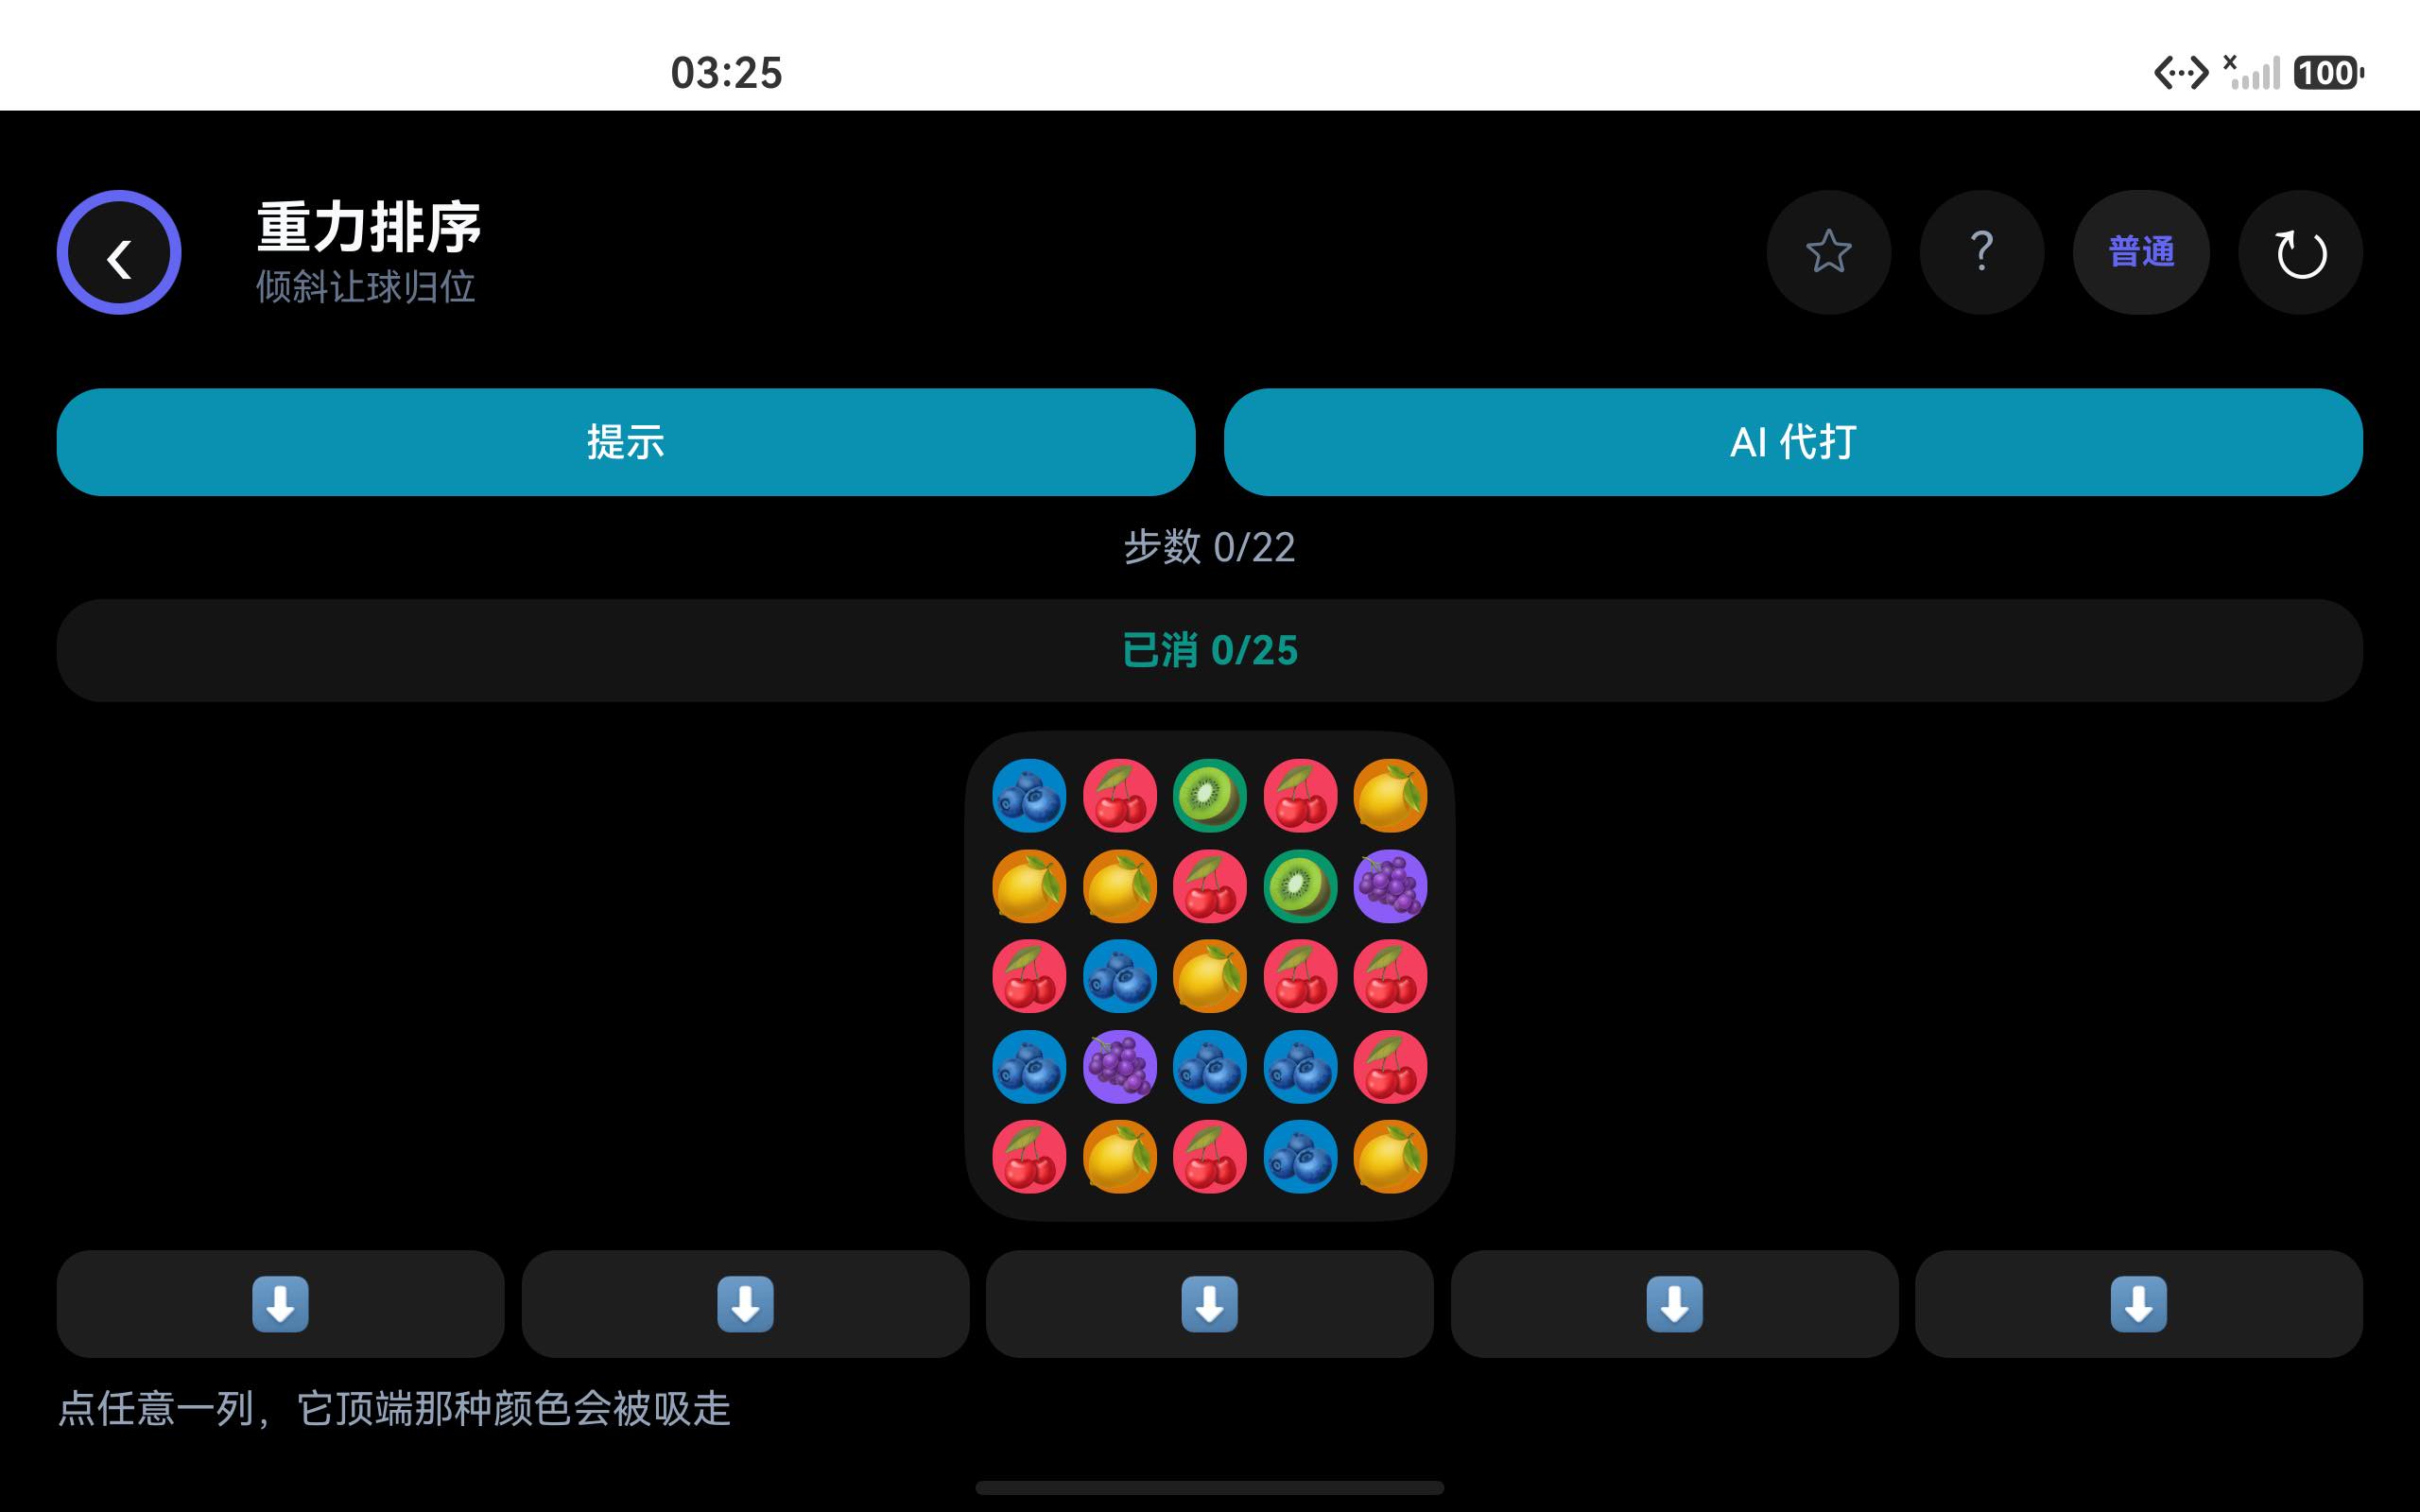 03:25
100
重力排序
倾斜让球归位
?
普通
提示
AI 代打
步数 0/22
已消 0/25
点任意一列，它顶端那种颜色会被吸走